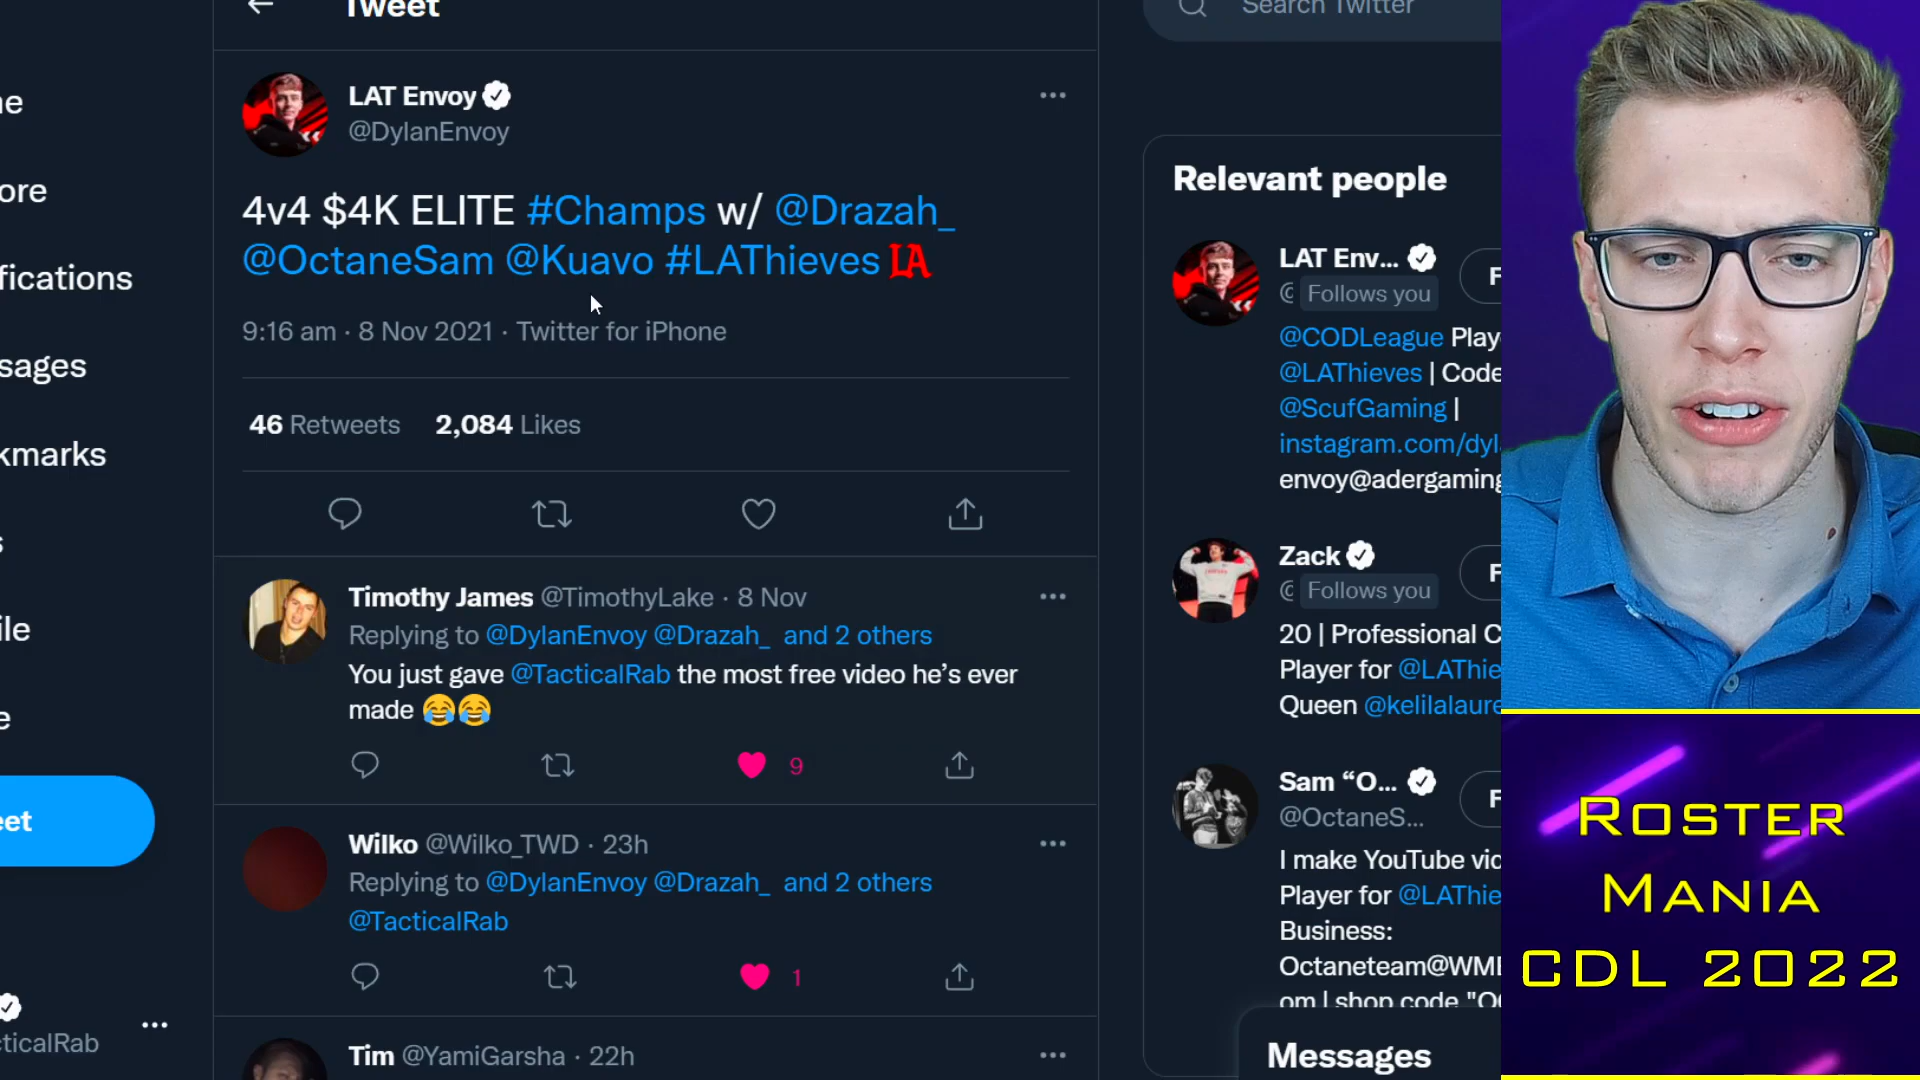 Tweet
Search Twitter
ne
ore
fications
sages
kmarks
s
ile
e
eet
cticalRab
LAT Envoy
@DylanEnvoy
4v4 $4K ELITE #Champs w/ @Drazah_
@OctaneSam @Kuavo #LAThieves LA
9:16 am · 8 Nov 2021 · Twitter for iPhone
46 Retweets 2,084 Likes
Timothy James @TimothyLake · 8 Nov
Replying to @DylanEnvoy @Drazah_ and 2 others
You just gave @TacticalRab the most free video he's ever
made 😂😂
9
Wilko @Wilko_TWD · 23h
Replying to @DylanEnvoy @Drazah_ and 2 others
@TacticalRab
1
Tim @YamiGarsha · 22h
Relevant people
LAT Env...
@ Follows you
F
@CODLeague Play
@LAThieves | Code
@ScufGaming |
instagram.com/dyl
envoy@adergaming
Zack
@ Follows you
F
20 | Professional C
Player for @LAThie
Queen @kelilalaure
Sam “O...
@OctaneS...
F
I make YouTube vid
Player for @LAThie
Business:
Octaneteam@WME
om | shop code "O
Messages
ROSTER
MANIA
CDL 2022